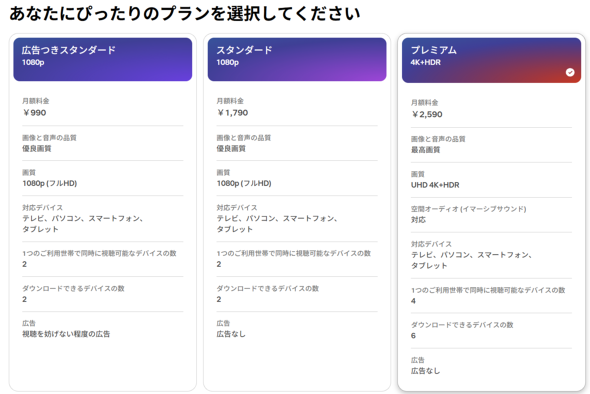 あなたにぴったりのプランを選択してください
広告つきスタンダード
1080p
月額料金
￥990
画像と音声の品質
優良画質
画質
1080p (フルHD)
対応デバイス
テレビ、パソコン、スマートフォン、
タブレット
1つのご利用世帯で同時に視聴可能なデバイスの数
2
ダウンロードできるデバイスの数
2
広告
視聴を妨げない程度の広告
スタンダード
1080p
月額料金
￥1,790
画像と音声の品質
優良画質
画質
1080p (フルHD)
対応デバイス
テレビ、パソコン、スマートフォン、
タブレット
1つのご利用世帯で同時に視聴可能なデバイスの数
2
ダウンロードできるデバイスの数
2
広告
広告なし
プレミアム
4K+HDR
月額料金
￥2,590
画像と音声の品質
最高画質
画質
UHD 4K+HDR
空間オーディオ (イマーシブサウンド)
対応
対応デバイス
テレビ、パソコン、スマートフォン、
タブレット
1つのご利用世帯で同時に視聴可能なデバイスの数
4
ダウンロードできるデバイスの数
6
広告
広告なし